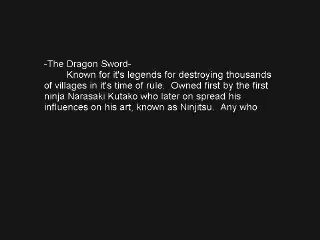 -The Dragon Sword-
Known for it's legends for destroying thousands
of villages in it's time of rule.  Owned first by the first
ninja Narasaki Kutako who later on spread his
influences on his art, known as Ninjitsu.  Any who